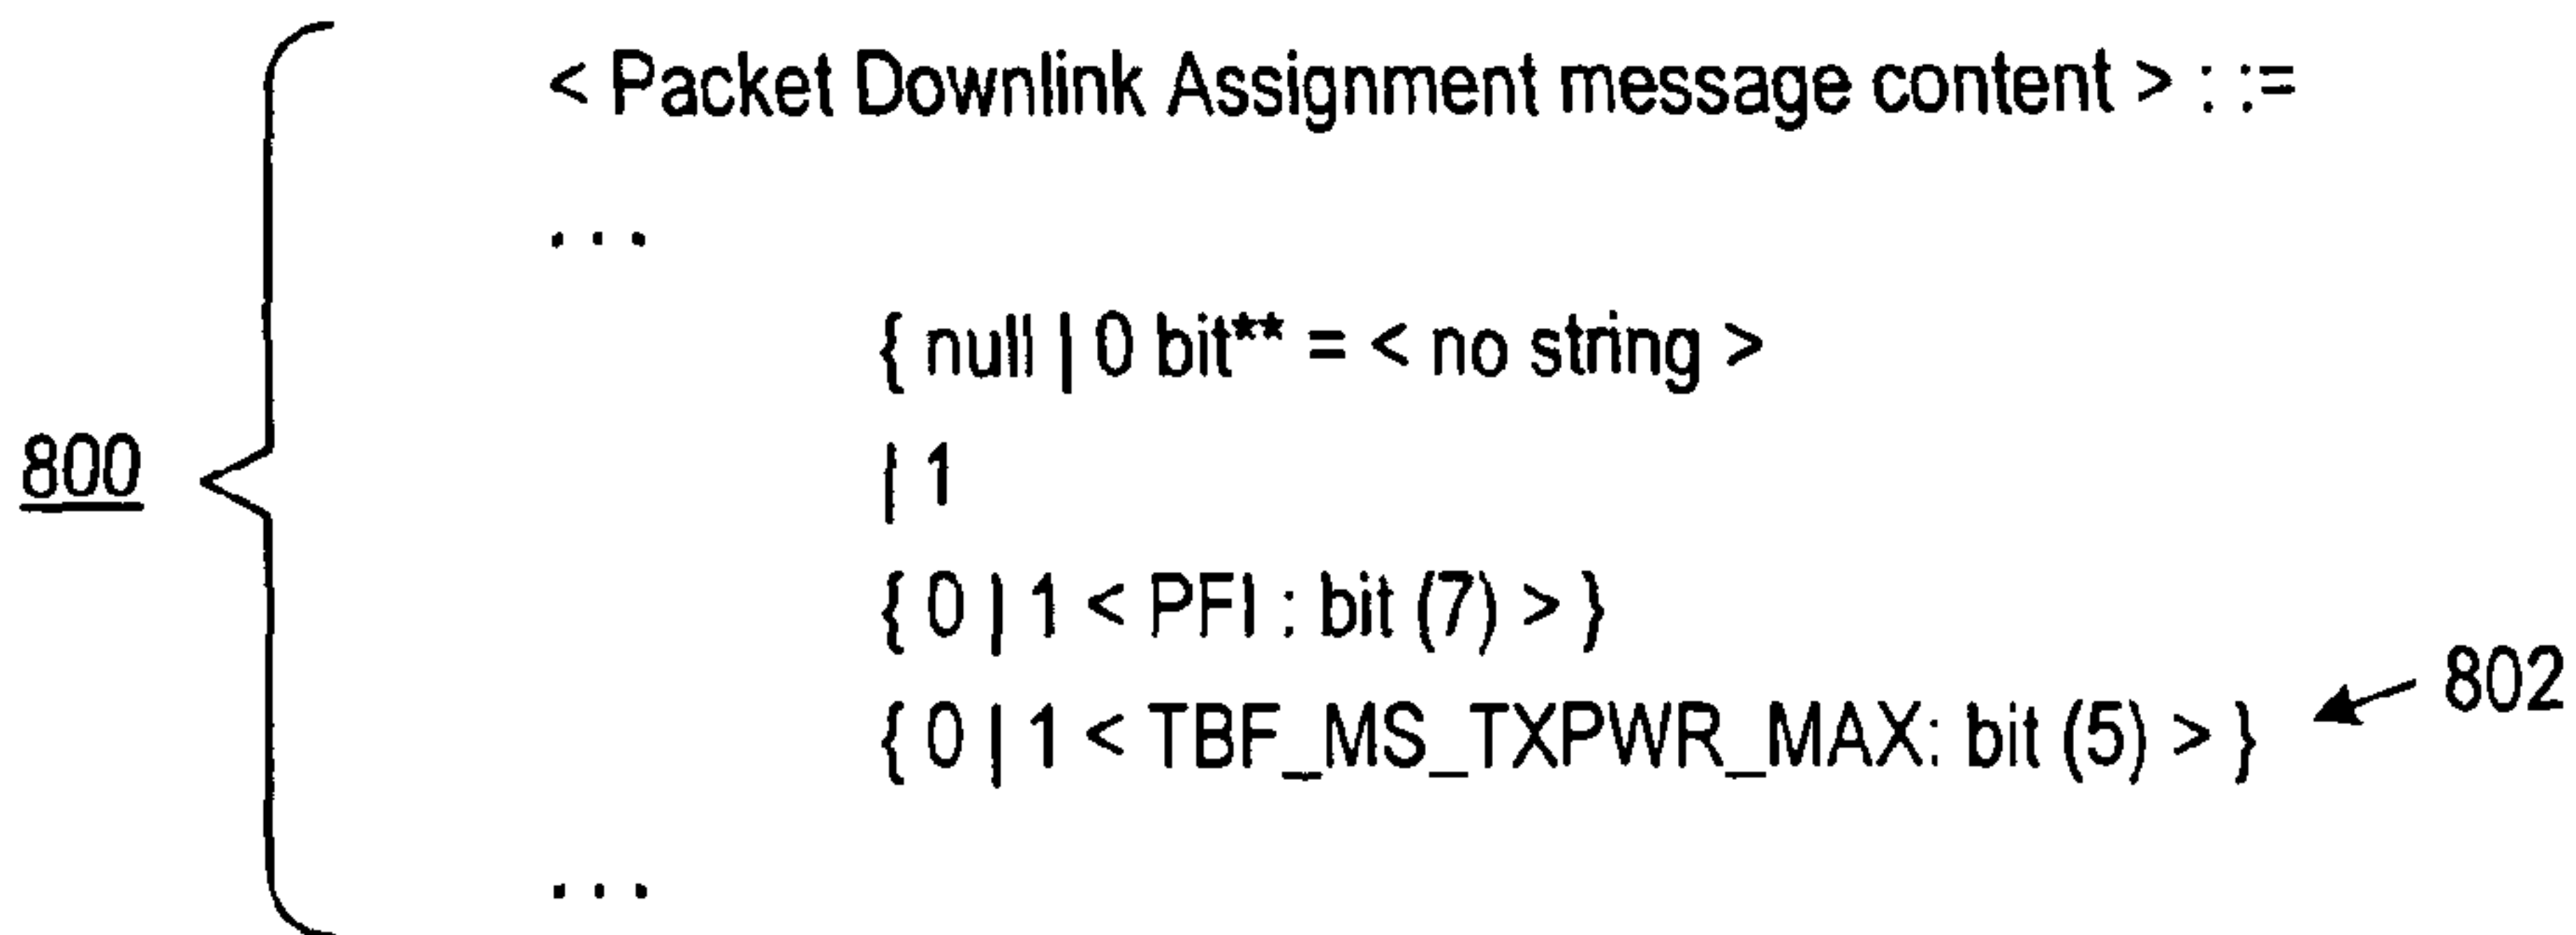 < Packet Downlink Assignment message content > : :=
. . .
{ null | 0 bit** = < no string >
| 1
800
{ 0 | 1 < PFI : bit (7) > }
{ 0 | 1 < TBF_MS_TXPWR_MAX: bit (5) > }
802
. . .